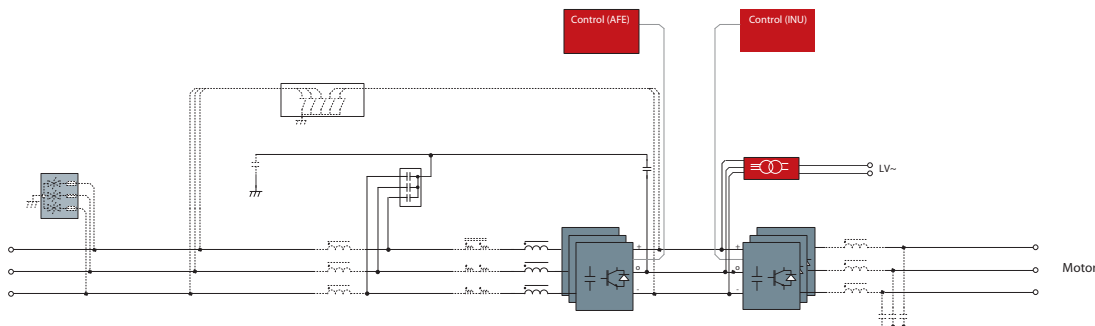 Control (AFE)
Control (INU)
LV~
+
o
-
+
o
-
Motor